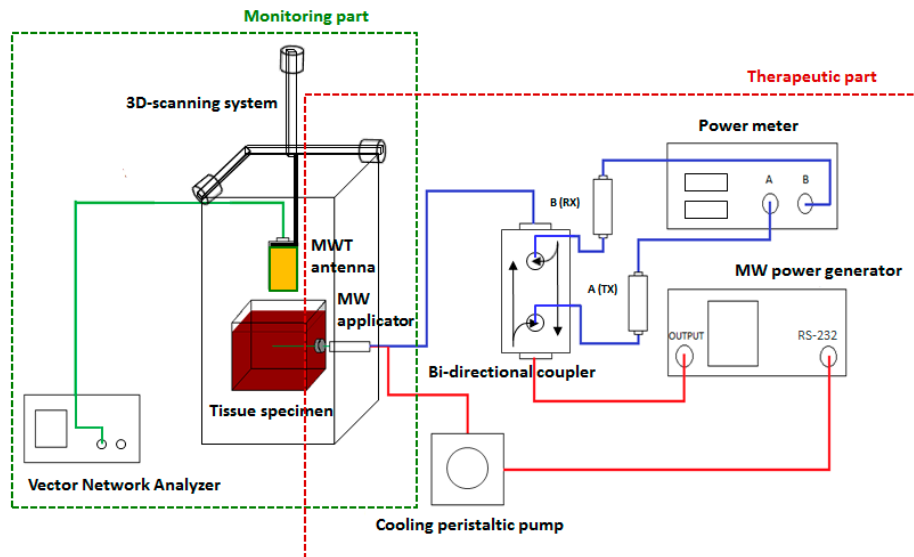 Monitoring part
Therapeutic part
3D-scanning system
Power meter
A
B
B (RX)
MWT
antenna
MW power generator
A (TX)
MW
applicator
OUTPUT
RS-232
Bi-directional coupler
Tissue specimen
Vector Network Analyzer
Cooling peristaltic pump